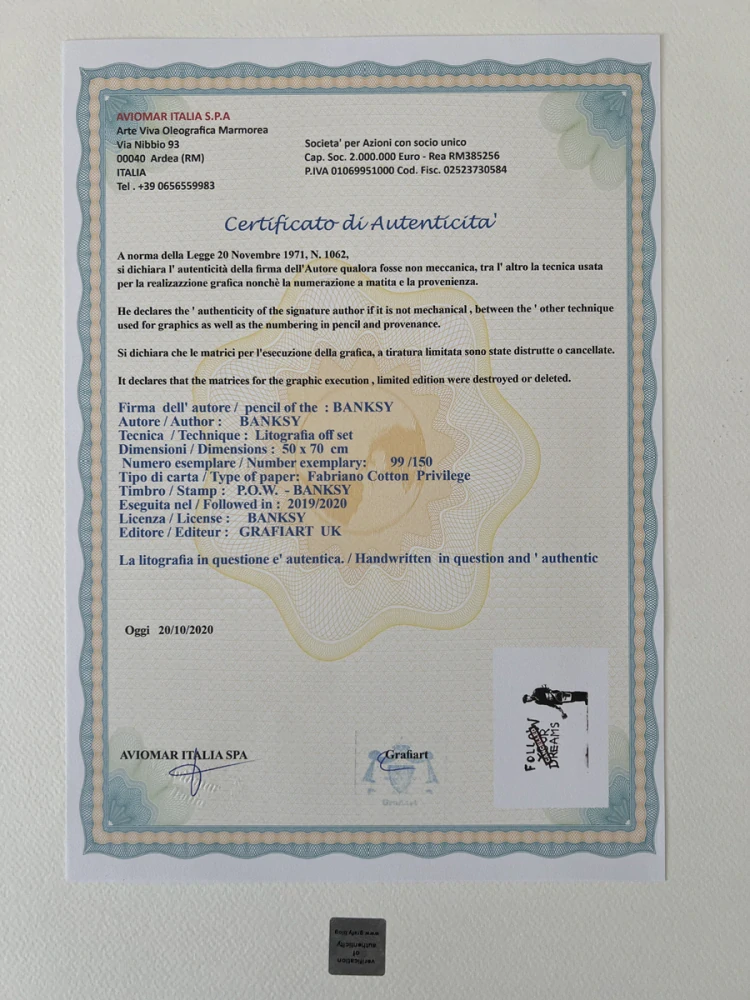 AVIOMAR ITALIA S.P.A
Arte Viva Oleografica Marmorea
Via Nibbio 93
00040 Ardea (RM)
ITALIA
Tel . +39 0656559983
Societa' per Azioni con socio unico
Cap. Soc. 2.000.000 Euro - Rea RM385256
P.IVA 01069951000 Cod. Fisc. 02523730584
Certificato di Autenticita'
A norma della Legge 20 Novembre 1971, N. 1062,
si dichiara l' autenticità della firma dell'Autore qualora fosse non meccanica, tra l' altro la tecnica usata
per la realizazzione grafica nonchè la numerazione a matita e la provenienza.
He declares the ' authenticity of the signature author if it is not mechanical , between the ' other technique
used for graphics as well as the numbering in pencil and provenance.
Si dichiara che le matrici per l'esecuzione della grafica, a tiratura limitata sono state distrutte o cancellate.
It declares that the matrices for the graphic execution , limited edition were destroyed or deleted.
Firma dell' autore / pencil of the : BANKSY
Autore / Author : BANKSY
Tecnica / Technique : Litografia off set
Dimensioni / Dimensions : 50 x 70 cm
Numero esemplare / Number exemplary: 99 /150
Tipo di carta / Type of paper: Fabriano Cotton Privilege
Timbro / Stamp : P.O.W. - BANKSY
Eseguita nel / Followed in : 2019/2020
Licenza / License : BANKSY
Editore / Editeur : GRAFIART UK
La litografia in questione e' autentica. / Handwritten in question and ' authentic
Oggi 20/10/2020
AVIOMAR ITALIA SPA
Grafiart
FOLLOW
YOUR
DREAMS
verification
of
authenticity